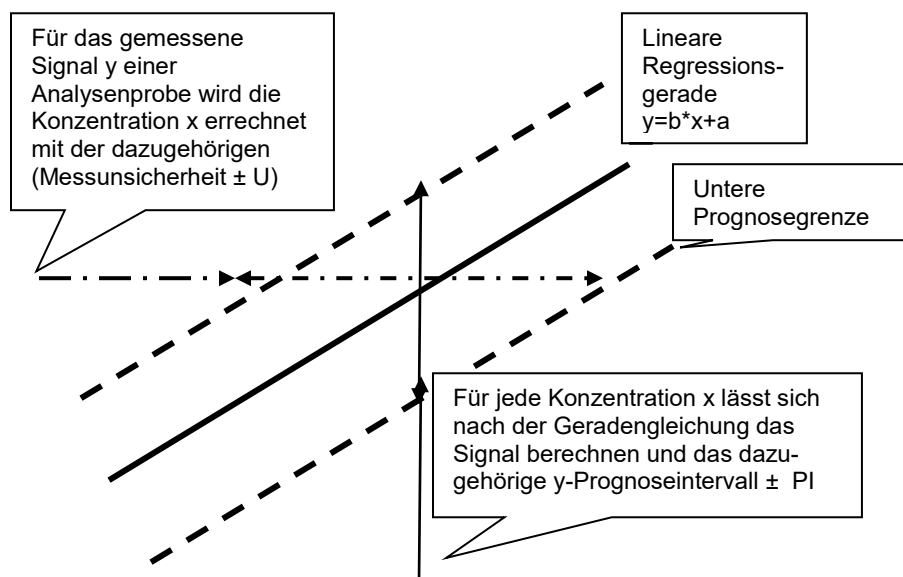 Für das gemessene
Signal y einer
Analysenprobe wird die
Konzentration x errechnet
mit der dazugehörigen
(Messunsicherheit ± U)
Lineare
Regressions-
gerade
y=b*x+a
Untere
Prognosegrenze
Für jede Konzentration x lässt sich
nach der Geradengleichung das
Signal berechnen und das dazu-
gehörige y-Prognoseintervall ± PI